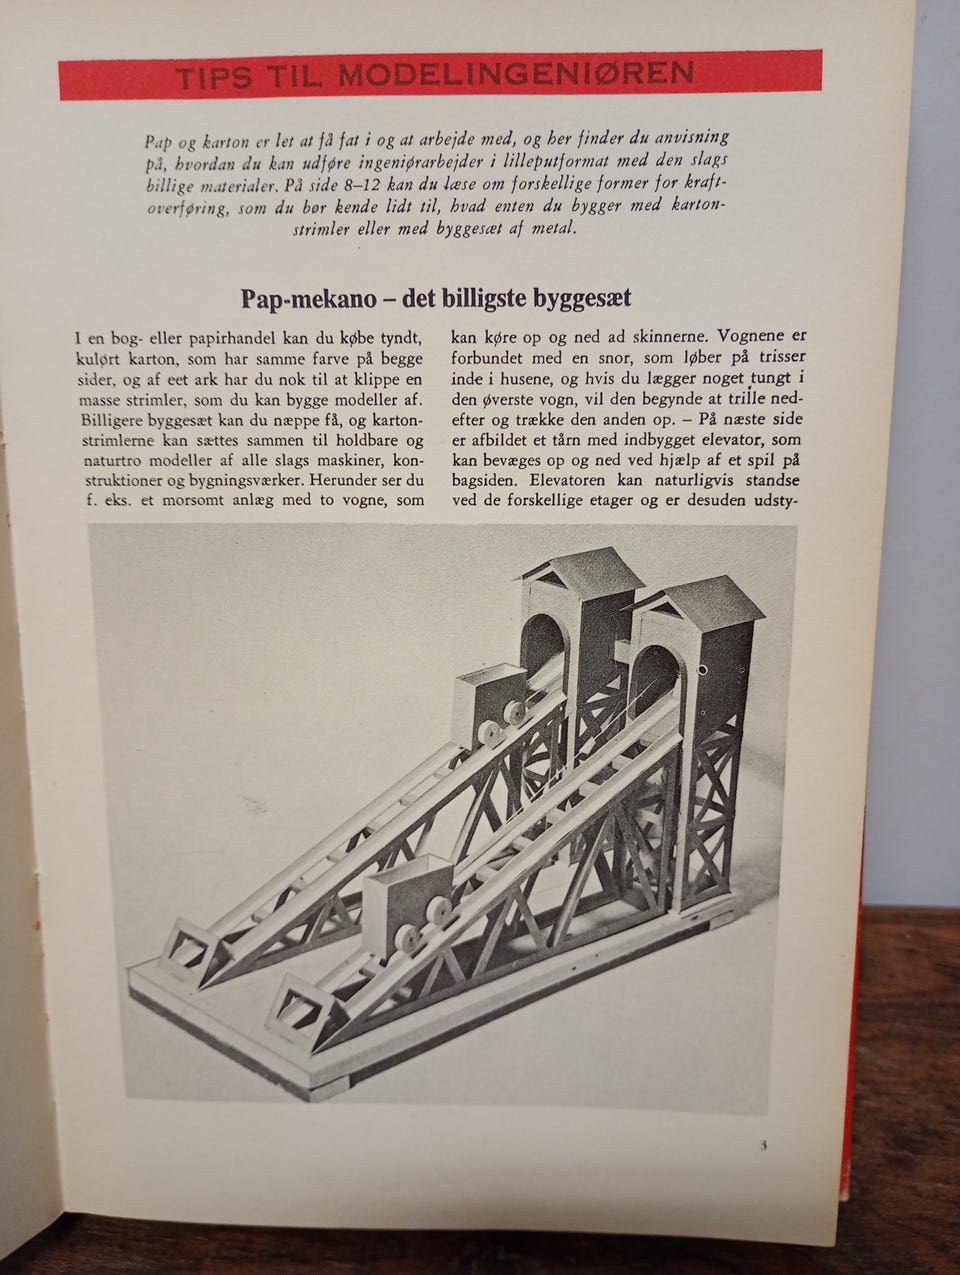 TIPS TIL MODELINGENIØREN
Pap og karton er let at få fat i og at arbejde med, og her finder du anvisning
på, hvordan du kan udføre ingeniørarbejder i lilleputformat med den slags
billige materialer. På side 8–12 kan du læse om forskellige former for kraft-
overføring, som du bør kende lidt til, hvad enten du bygger med karton-
strimler eller med byggesæt af metal.
Pap-mekano – det billigste byggesæt
I en bog- eller papirhandel kan du købe tyndt,
kulørt karton, som har samme farve på begge
sider, og af eet ark har du nok til at klippe en
masse strimler, som du kan bygge modeller af.
Billigere byggesæt kan du næppe få, og karton-
strimlerne kan sættes sammen til holdbare og
naturtro modeller af alle slags maskiner, kon-
struktioner og bygningsværker. Herunder ser du
f. eks. et morsomt anlæg med to vogne, som
kan køre op og ned ad skinnerne. Vognene er
forbundet med en snor, som løber på trisser
inde i husene, og hvis du lægger noget tungt i
den øverste vogn, vil den begynde at trille ned-
efter og trække den anden op. – På næste side
er afbildet et tårn med indbygget elevator, som
kan bevæges op og ned ved hjælp af et spil på
bagsiden. Elevatoren kan naturligvis standse
ved de forskellige etager og er desuden udsty-
3